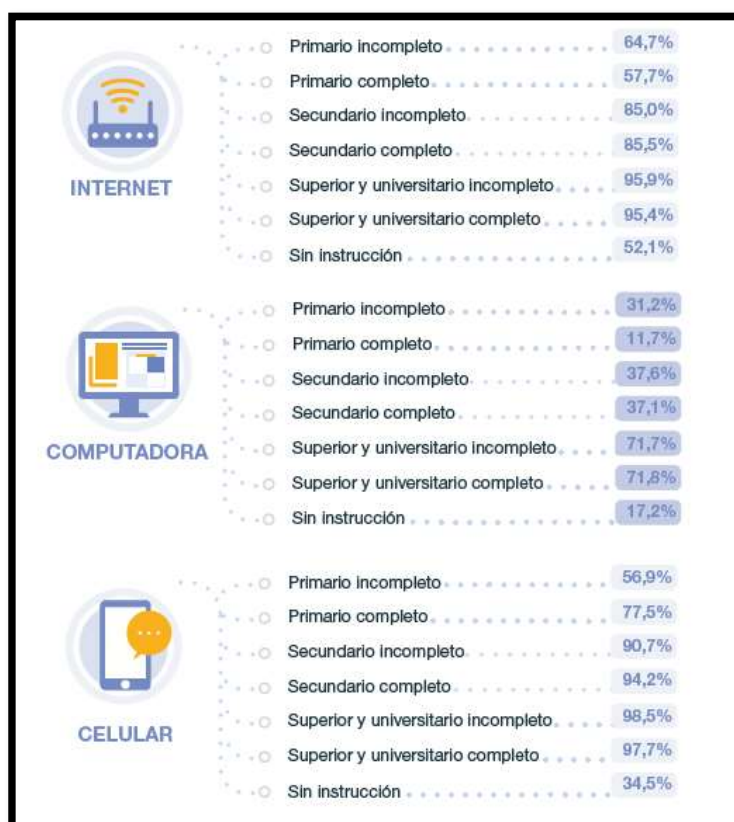 Primario incompleto 64,7%
Primario completo 57,7%
Secundario incompleto 85,0%
Secundario completo 85,5%
INTERNET
Superior y universitario incompleto 95,9%
Superior y universitario completo 95,4%
Sin instrucción 52,1%
Primario incompleto 31,2%
Primario completo 11,7%
Secundario incompleto 37,6%
Secundario completo 37,1%
COMPUTADORA
Superior y universitario incompleto 71,7%
Superior y universitario completo 71,8%
Sin instrucción 17,2%
Primario incompleto 56,9%
Primario completo 77,5%
Secundario incompleto 90,7%
Secundario completo 94,2%
Superior y universitario incompleto 98,5%
CELULAR
Superior y universitario completo 97,7%
Sin instrucción 34,5%